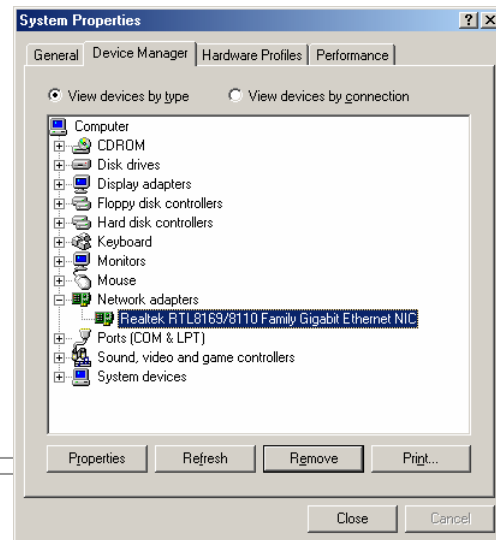 System Properties
General Device Manager Hardware Profiles Performance
View devices by type View devices by connection
Computer
CDROM
Disk drives
Display adapters
Floppy disk controllers
Hard disk controllers
Keyboard
Monitors
Mouse
Network adapters
Realtek RTL8169/8110 Family Gigabit Ethernet NIC
Ports (COM & LPT)
Sound, video and game controllers
System devices
Properties Refresh Remove Print...
Close Cancel